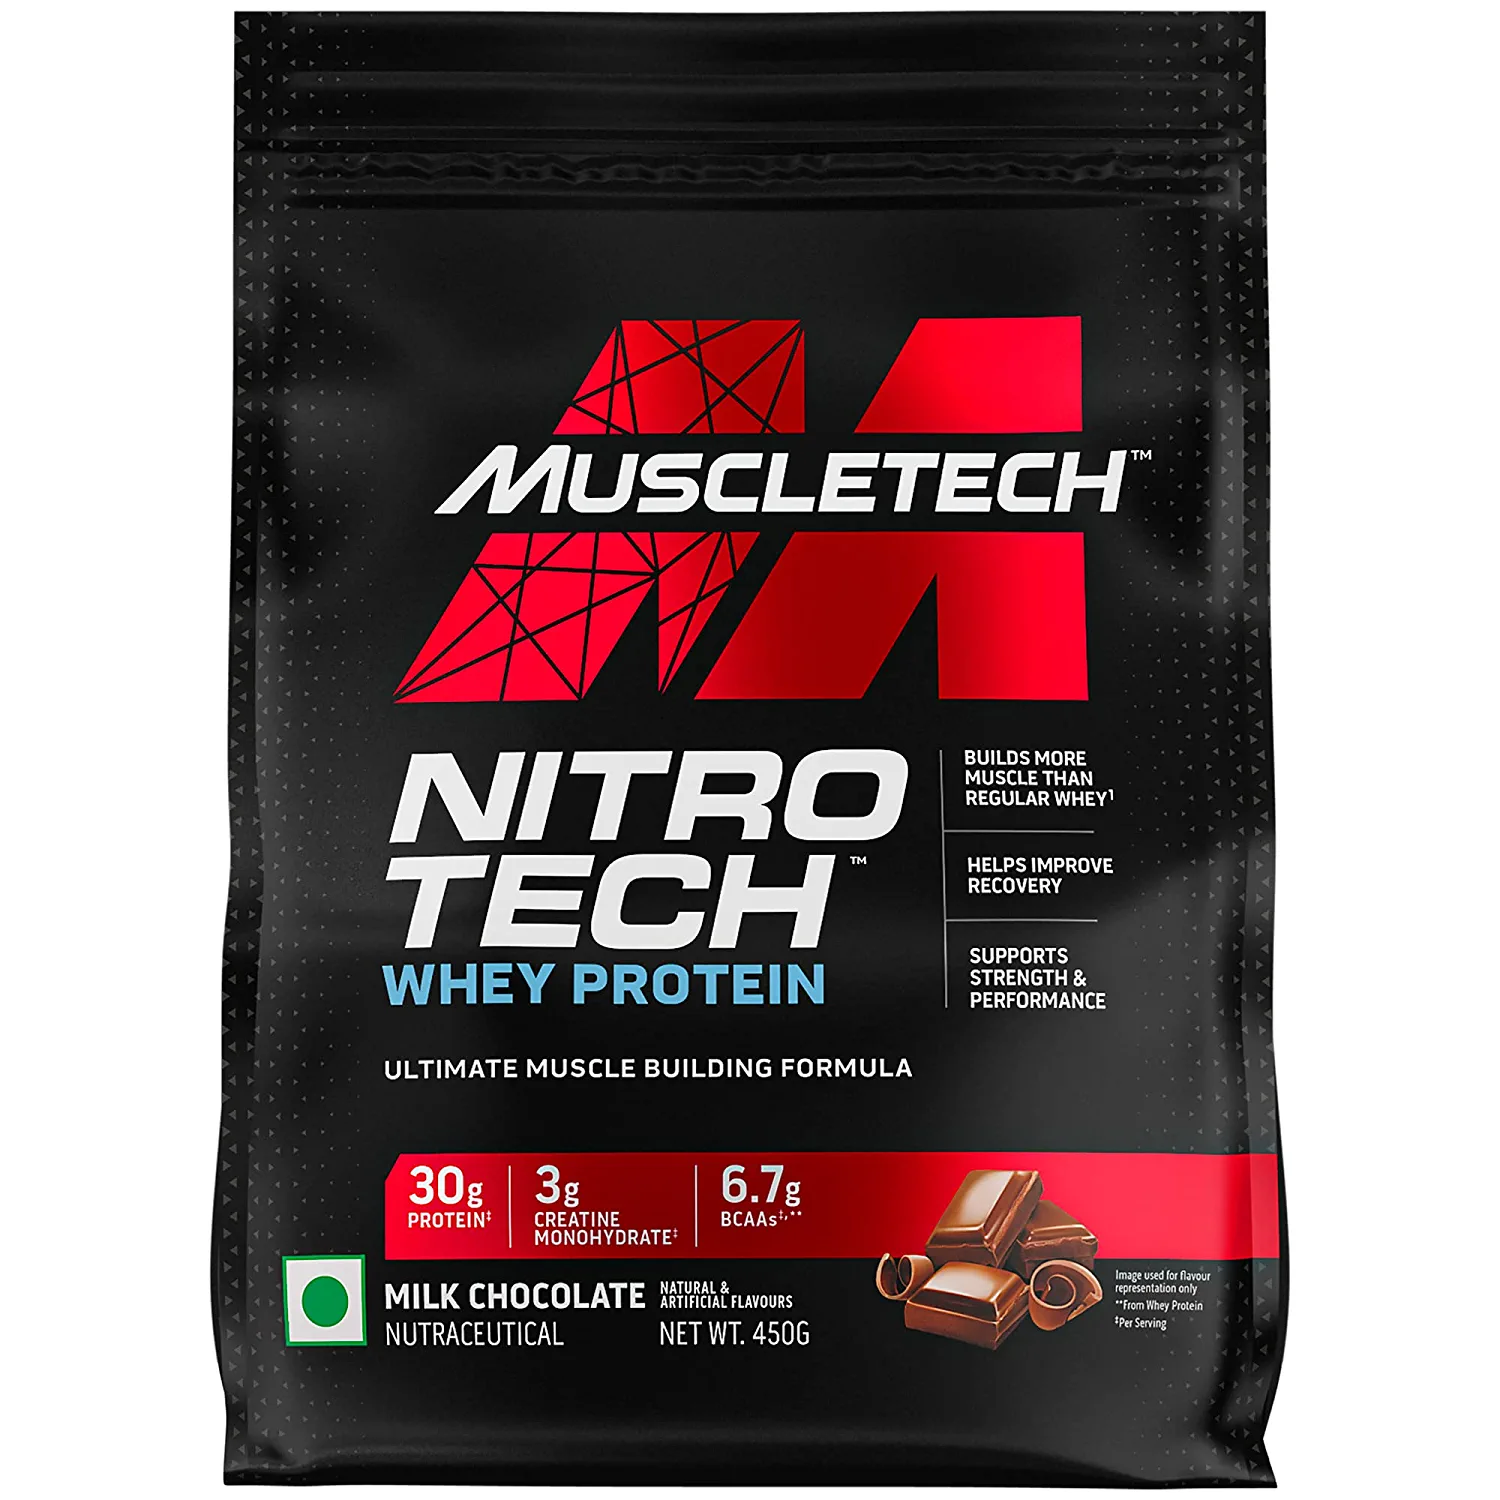 MUSCLETECH™
NITRO
TECH™
WHEY PROTEIN
BUILDS MORE
MUSCLE THAN
REGULAR WHEY¹
HELPS IMPROVE
RECOVERY
SUPPORTS
STRENGTH &
PERFORMANCE
ULTIMATE MUSCLE BUILDING FORMULA
30g
PROTEIN‡
3g
CREATINE
MONOHYDRATE‡
6.7g
BCAAs‡,**
MILK CHOCOLATE
NATURAL &
ARTIFICIAL FLAVOURS
NUTRACEUTICAL
NET WT. 450G
Image used for flavour
representation only
**From Whey Protein
‡Per Serving